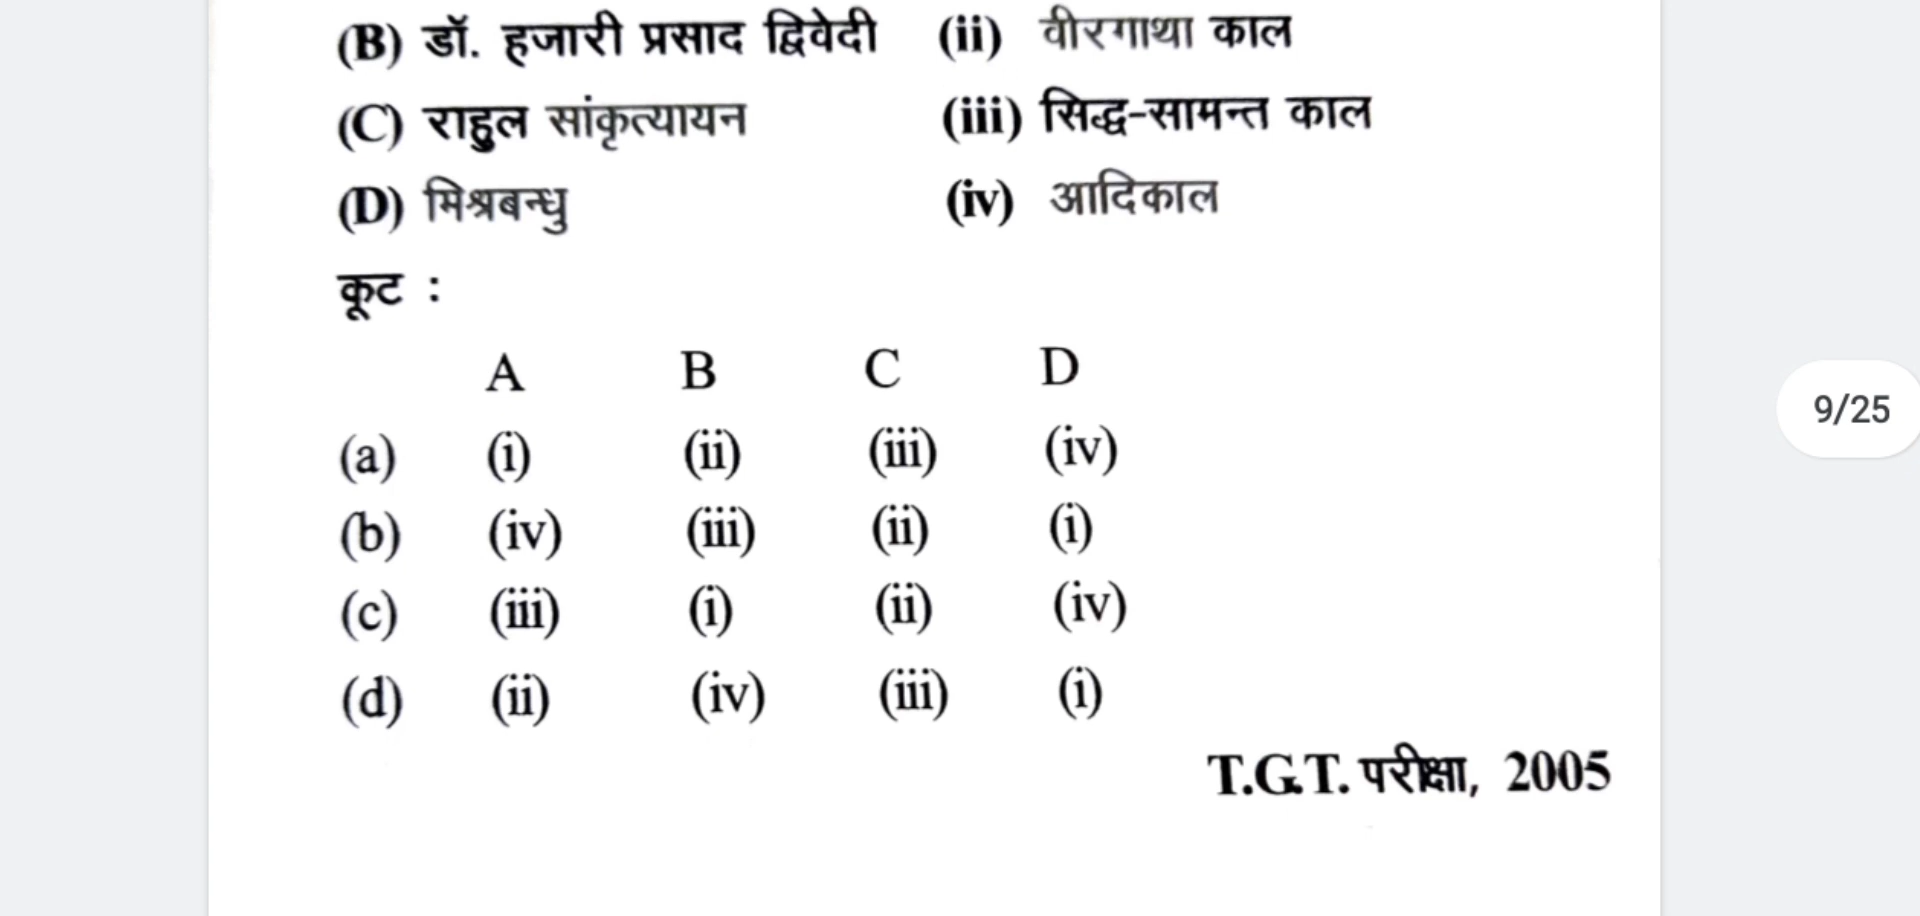 (B) डॉ. हजारी प्रसाद द्विवेदी (ii) वीरगाथा काल
(C) राहुल सांकृत्यायन (iii) सिद्ध-सामन्त काल
(D) मिश्रबन्धु (iv) आदिकाल
कूट :
A B C D
(a) (i) (ii) (iii) (iv)
(b) (iv) (iii) (ii) (i)
(c) (iii) (i) (ii) (iv)
(d) (ii) (iv) (iii) (i)
T.G.T. परीक्षा, 2005
9/25